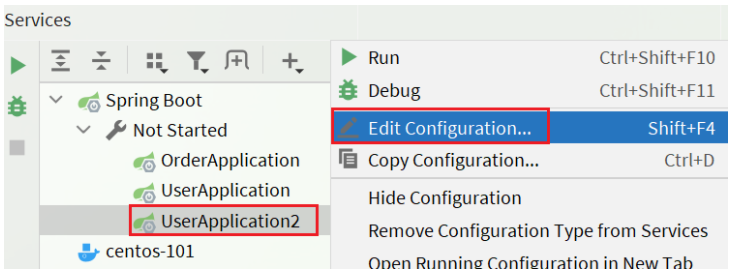 Services
Spring Boot
Not Started
OrderApplication
UserApplication
UserApplication2
centos-101
Run Ctrl+Shift+F10
Debug Ctrl+Shift+F11
Edit Configuration... Shift+F4
Copy Configuration... Ctrl+D
Hide Configuration
Remove Configuration Type from Services
Open Running Configuration in New Tab